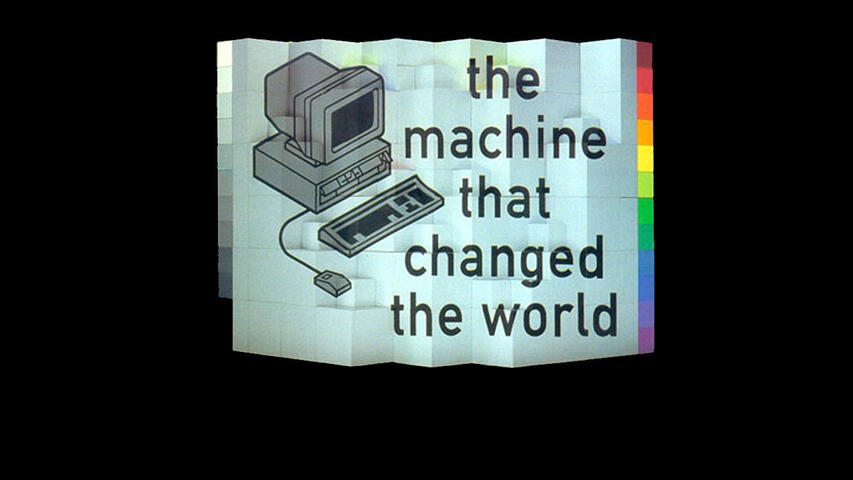 the
machine
that
changed
the world